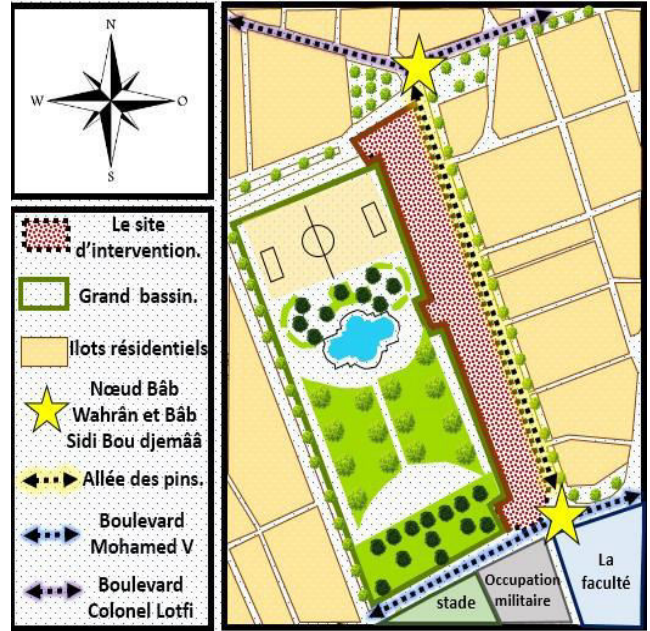 N
W
O
S
Le site
d'intervention.
Grand bassin.
Ilots résidentiels
Nœud Bâb
Wahrân et Bâb
Sidi Bou djemââ
Allée des pins.
Boulevard
Mohamed V
Boulevard
Colonel Lotfi
stade
Occupation
militaire
La
faculté